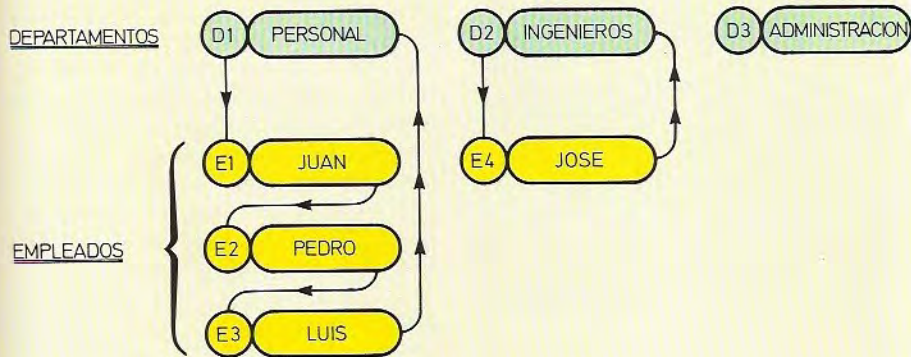 DEPARTAMENTOS D1 PERSONAL D2 INGENIEROS D3 ADMINISTRACION
E1 JUAN E4 JOSE
EMPLEADOS E2 PEDRO
E3 LUIS